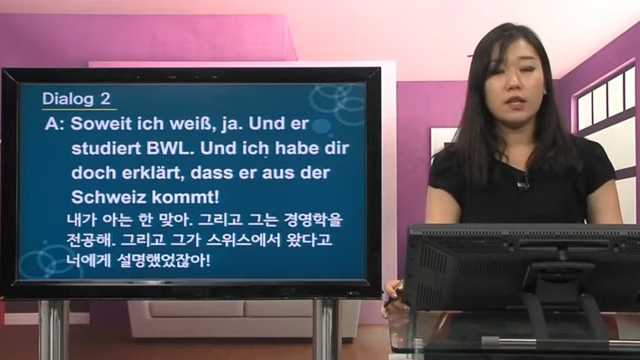 Dialog 2
A: Soweit ich weiß, ja. Und er
studiert BWL. Und ich habe dir
doch erklärt, dass er aus der
Schweiz kommt!
내가 아는 한 맞아. 그리고 그는 경영학을
전공해. 그리고 그가 스위스에서 왔다고
너에게 설명했었잖아!